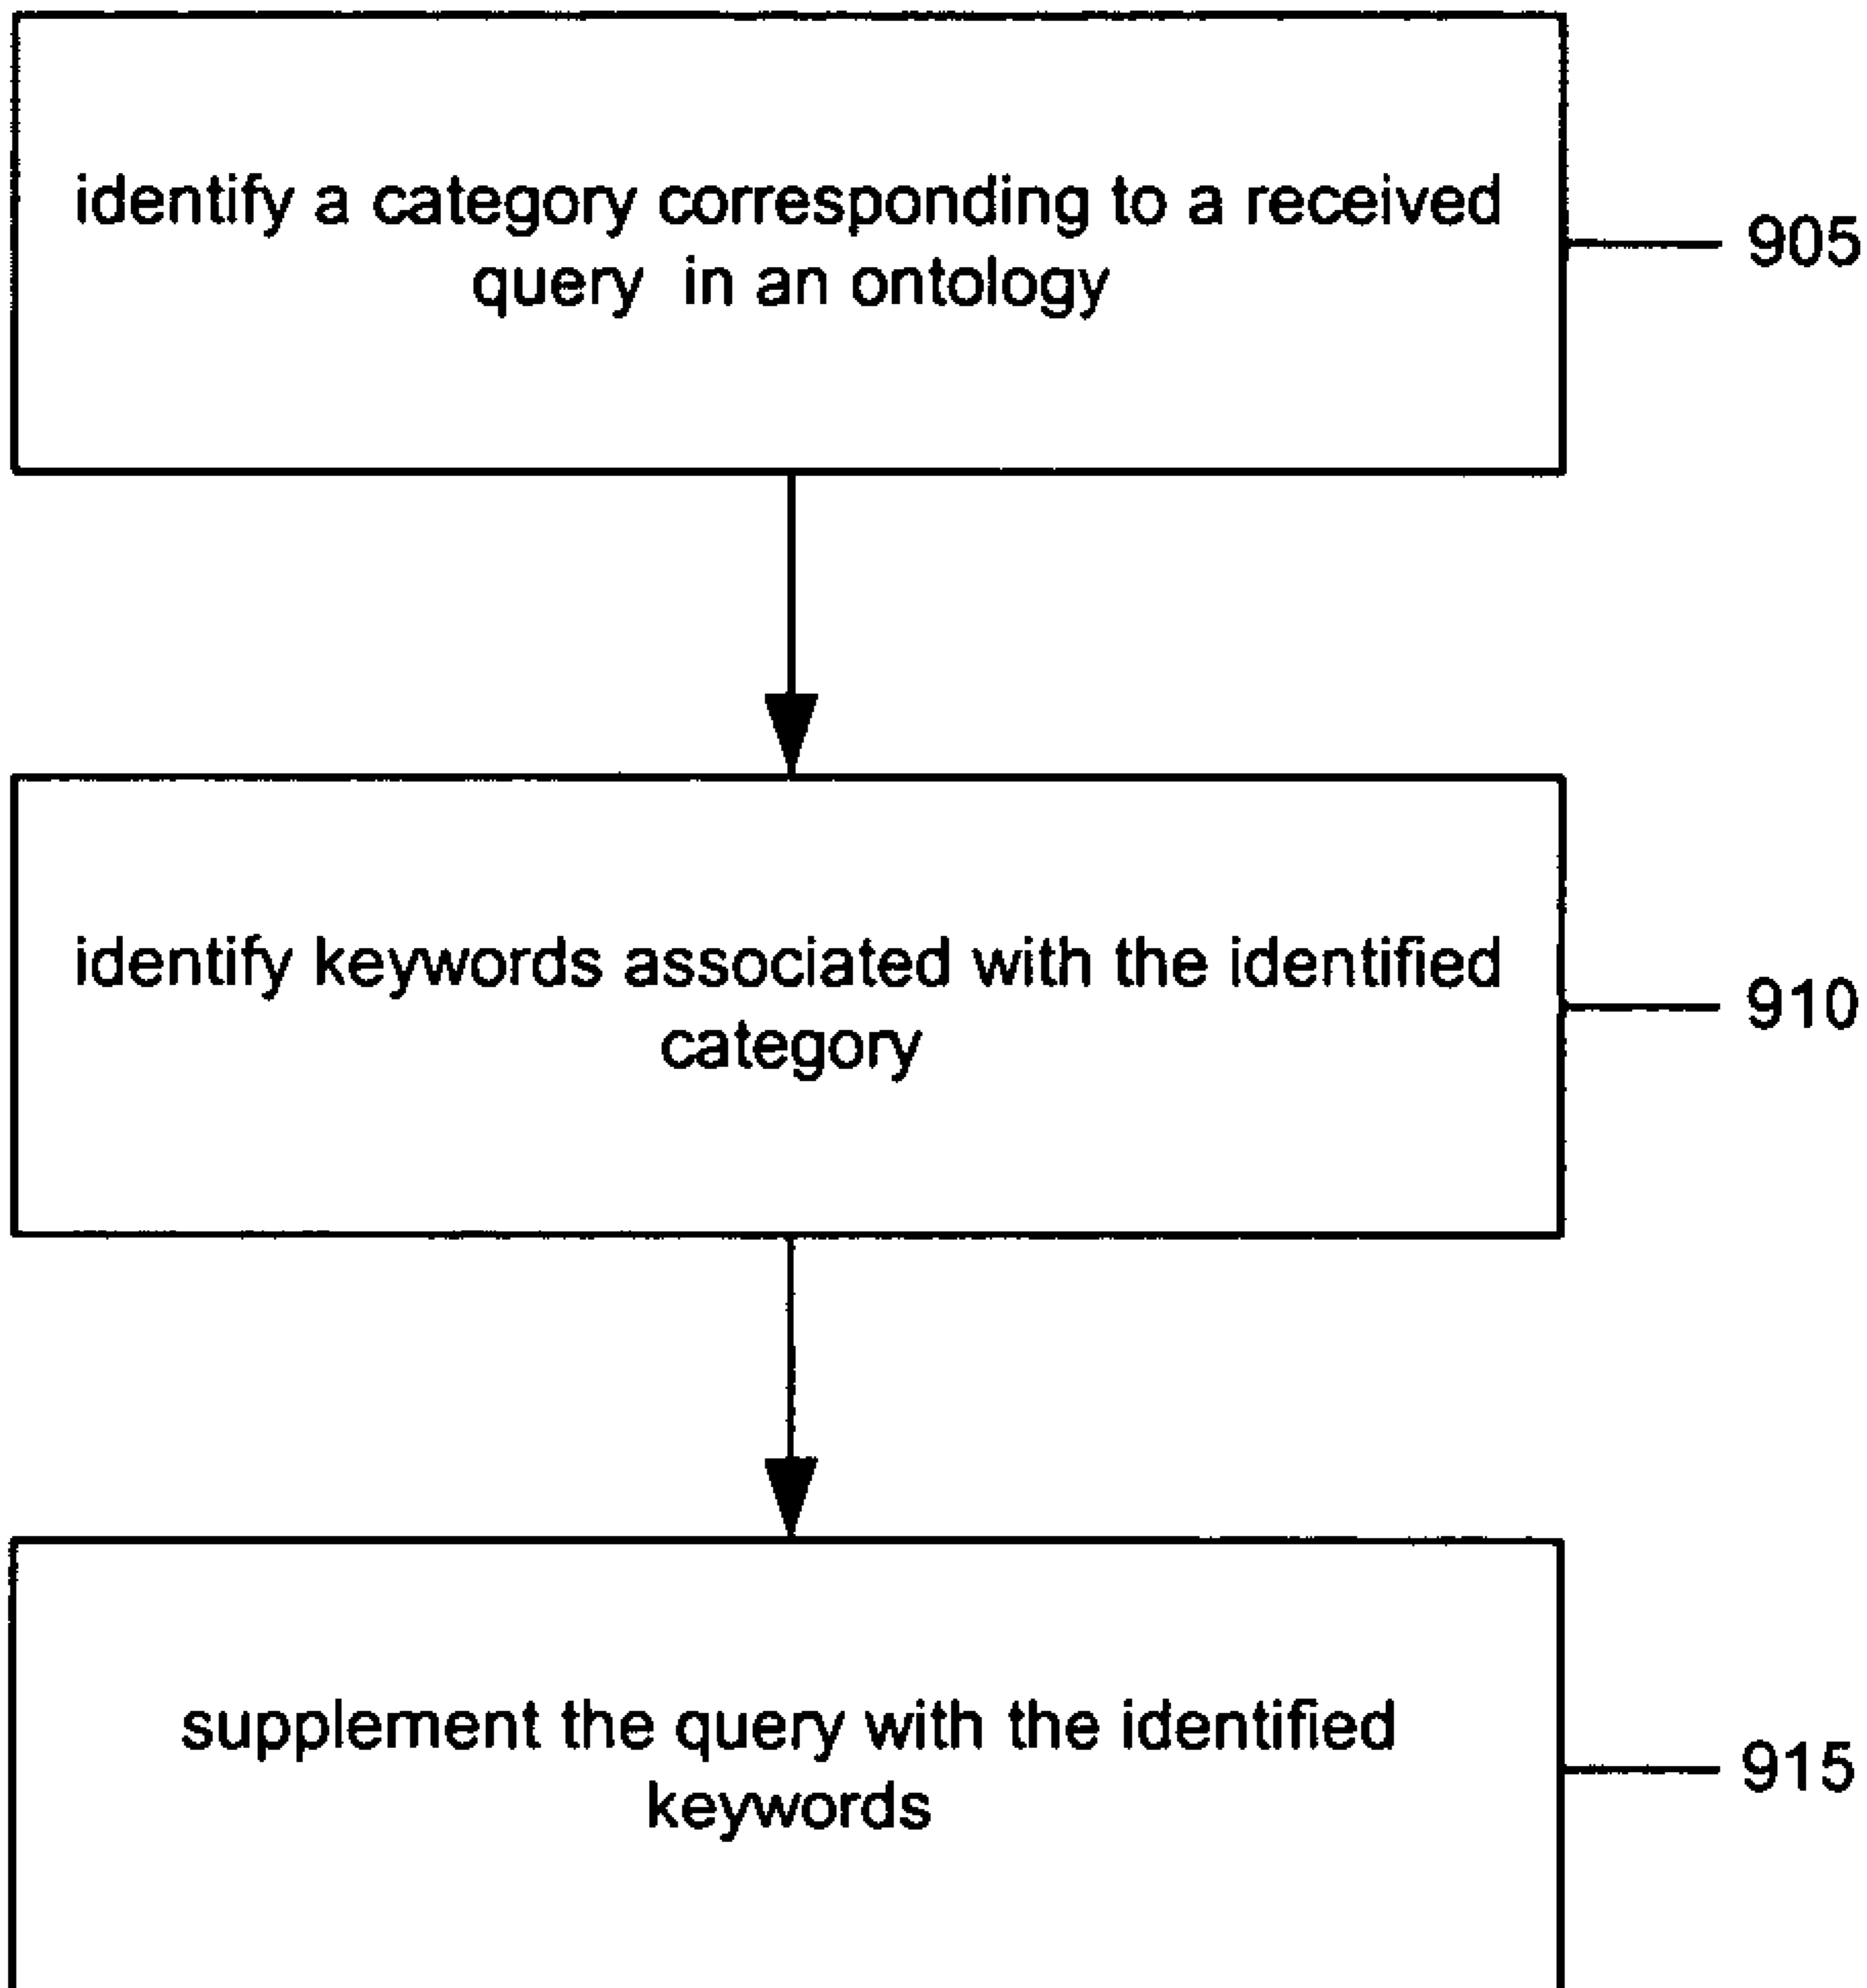 identify a category corresponding to a received
query in an ontology
905
identify keywords associated with the identified
category
910
supplement the query with the identified
keywords
915